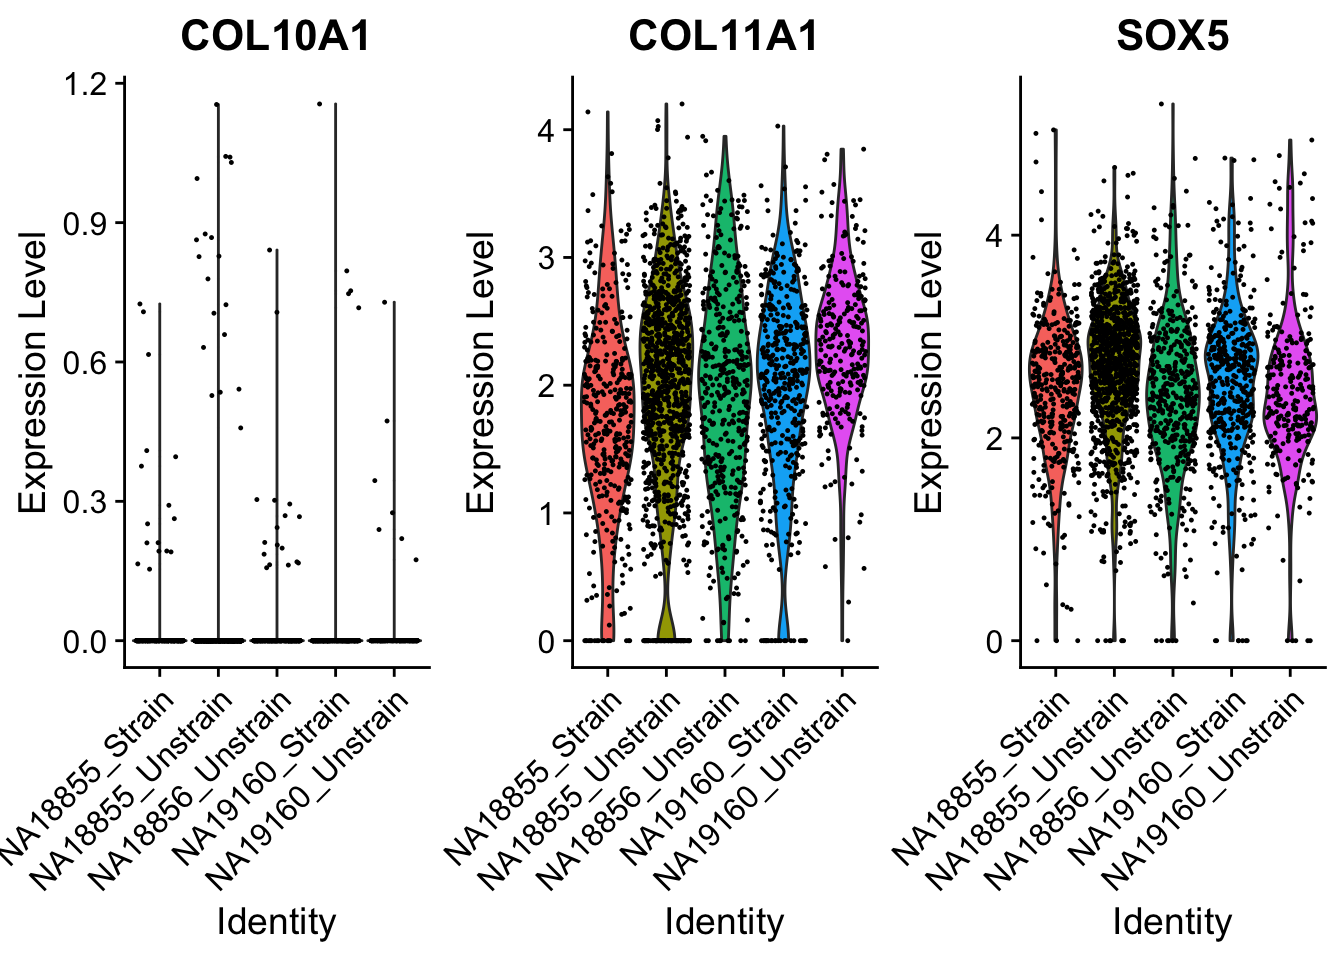 COL10A1
Expression Level
1.2
0.9
0.6
0.3
0.0
NA18855_Strain
NA18855_Unstrain
NA18856_Unstrain
NA19160_Strain
NA19160_Unstrain
Identity
COL11A1
Expression Level
4
3
2
1
0
NA18855_Strain
NA18855_Unstrain
NA18856_Unstrain
NA19160_Strain
NA19160_Unstrain
Identity
SOX5
Expression Level
4
2
0
NA18855_Strain
NA18855_Unstrain
NA18856_Unstrain
NA19160_Strain
NA19160_Unstrain
Identity